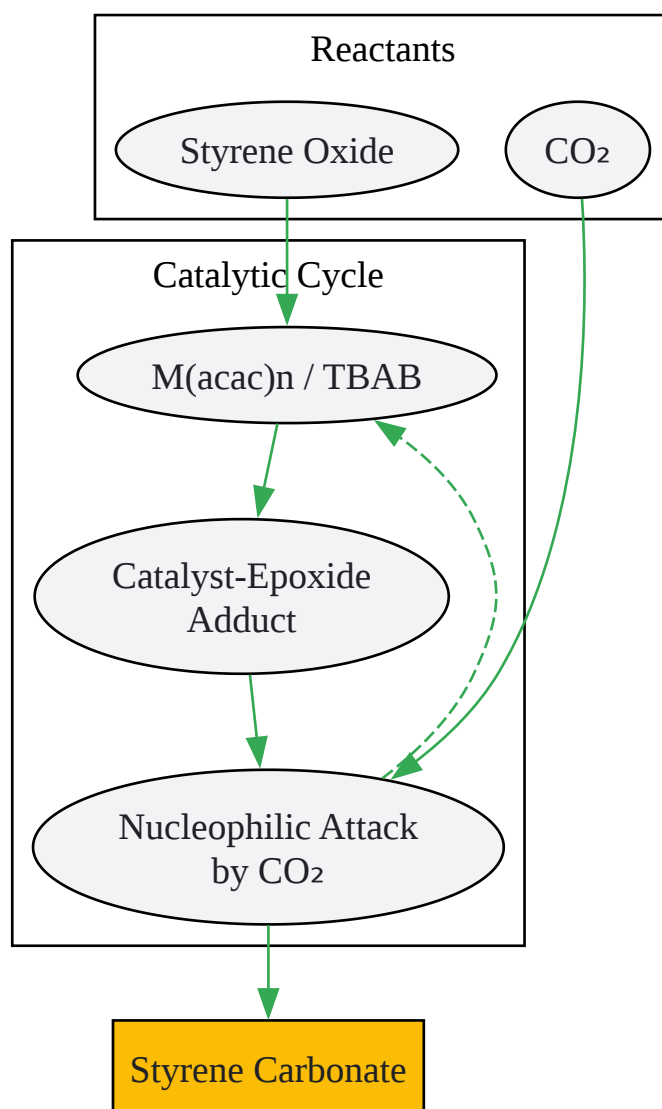 Reactants
Styrene Oxide
CO₂
Catalytic Cycle
M(acac)n / TBAB
Catalyst-Epoxide
Adduct
Nucleophilic Attack
by CO₂
Styrene Carbonate